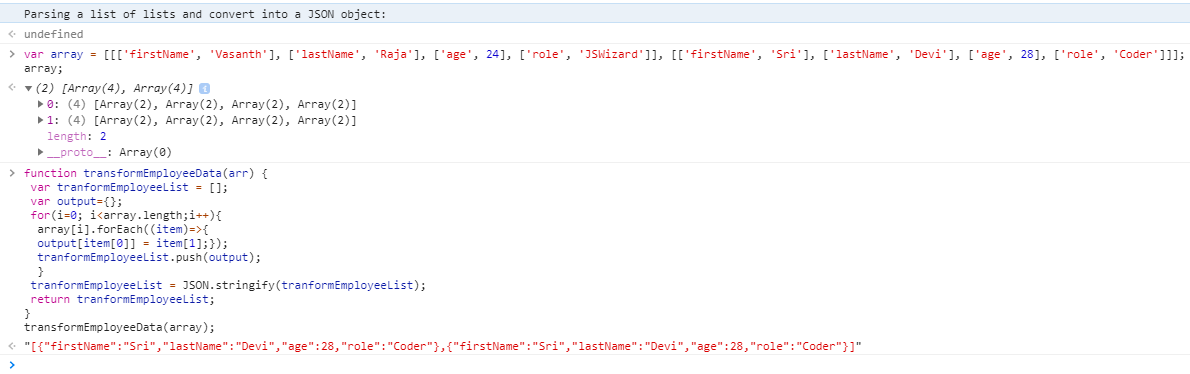 Parsing a list of lists and convert into a JSON object:
undefined
var array = [[['firstName', 'Vasanth'], ['lastName', 'Raja'], ['age', 24], ['role', 'JSWizard']], [['firstName', 'Sri'], ['lastName', 'Devi'], ['age', 28], ['role', 'Coder']]];
array;
(2) [Array(4), Array(4)] i
0: (4) [Array(2), Array(2), Array(2), Array(2)]
1: (4) [Array(2), Array(2), Array(2), Array(2)]
length: 2
__proto__: Array(0)
function transformEmployeeData(arr) {
var tranformEmployeeList = [];
var output={};
for(i=0; i<array.length;i++){
array[i].forEach((item)=>{
output[item[0]] = item[1];});
tranformEmployeeList.push(output);
}
tranformEmployeeList = JSON.stringify(tranformEmployeeList);
return tranformEmployeeList;
}
transformEmployeeData(array);
"[{"firstName":"Sri","lastName":"Devi","age":28,"role":"Coder"},{"firstName":"Sri","lastName":"Devi","age":28,"role":"Coder"}]"